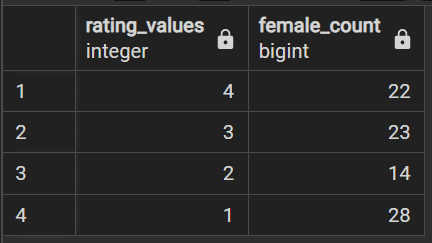 rating_values female_count
integer bigint
1 4 22
2 3 23
3 2 14
4 1 28